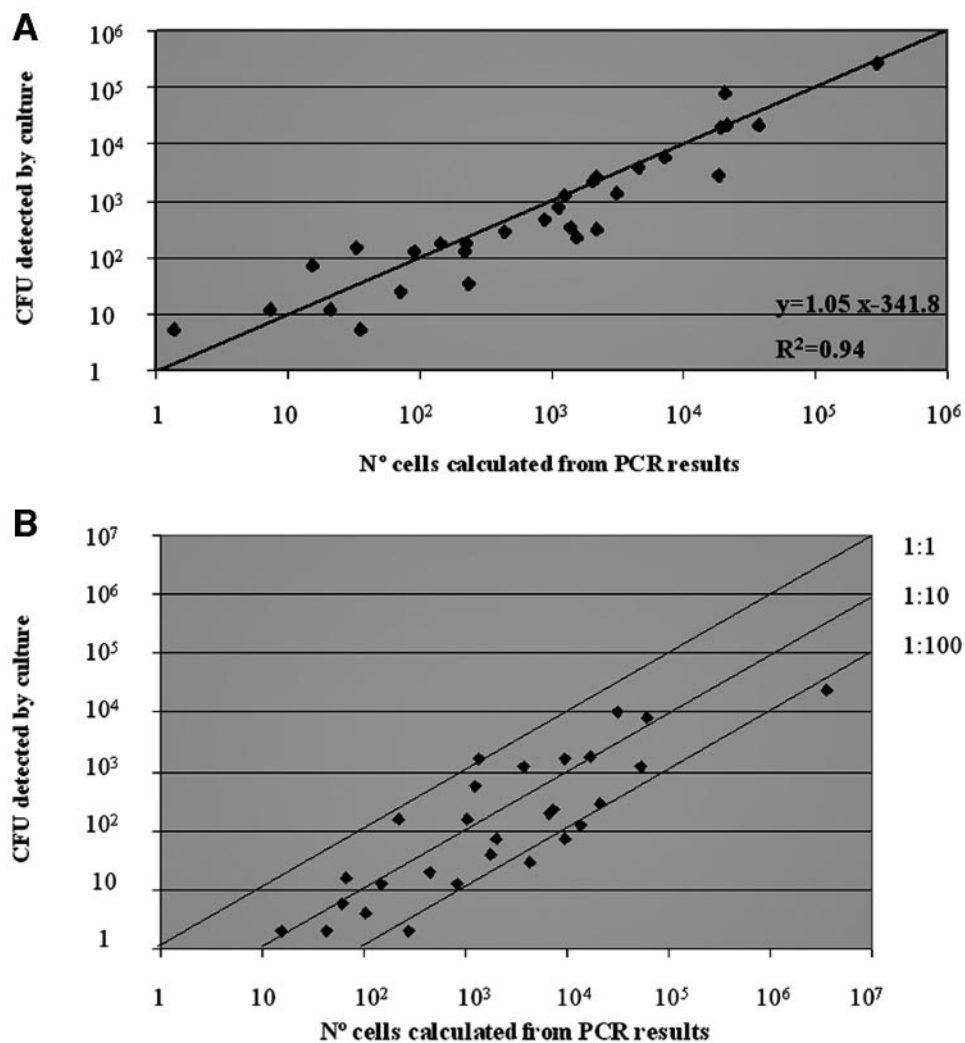 A
CFU detected by culture
10⁶
10⁵
10⁴
10³
10²
10
1
y=1.05 x-341.8
R²=0.94
1 10 10² 10³ 10⁴ 10⁵ 10⁶
Nº cells calculated from PCR results
B
CFU detected by culture
10⁷
10⁶
10⁵
10⁴
10³
10²
10
1
1:1
1:10
1:100
1 10 10² 10³ 10⁴ 10⁵ 10⁶ 10⁷
Nº cells calculated from PCR results